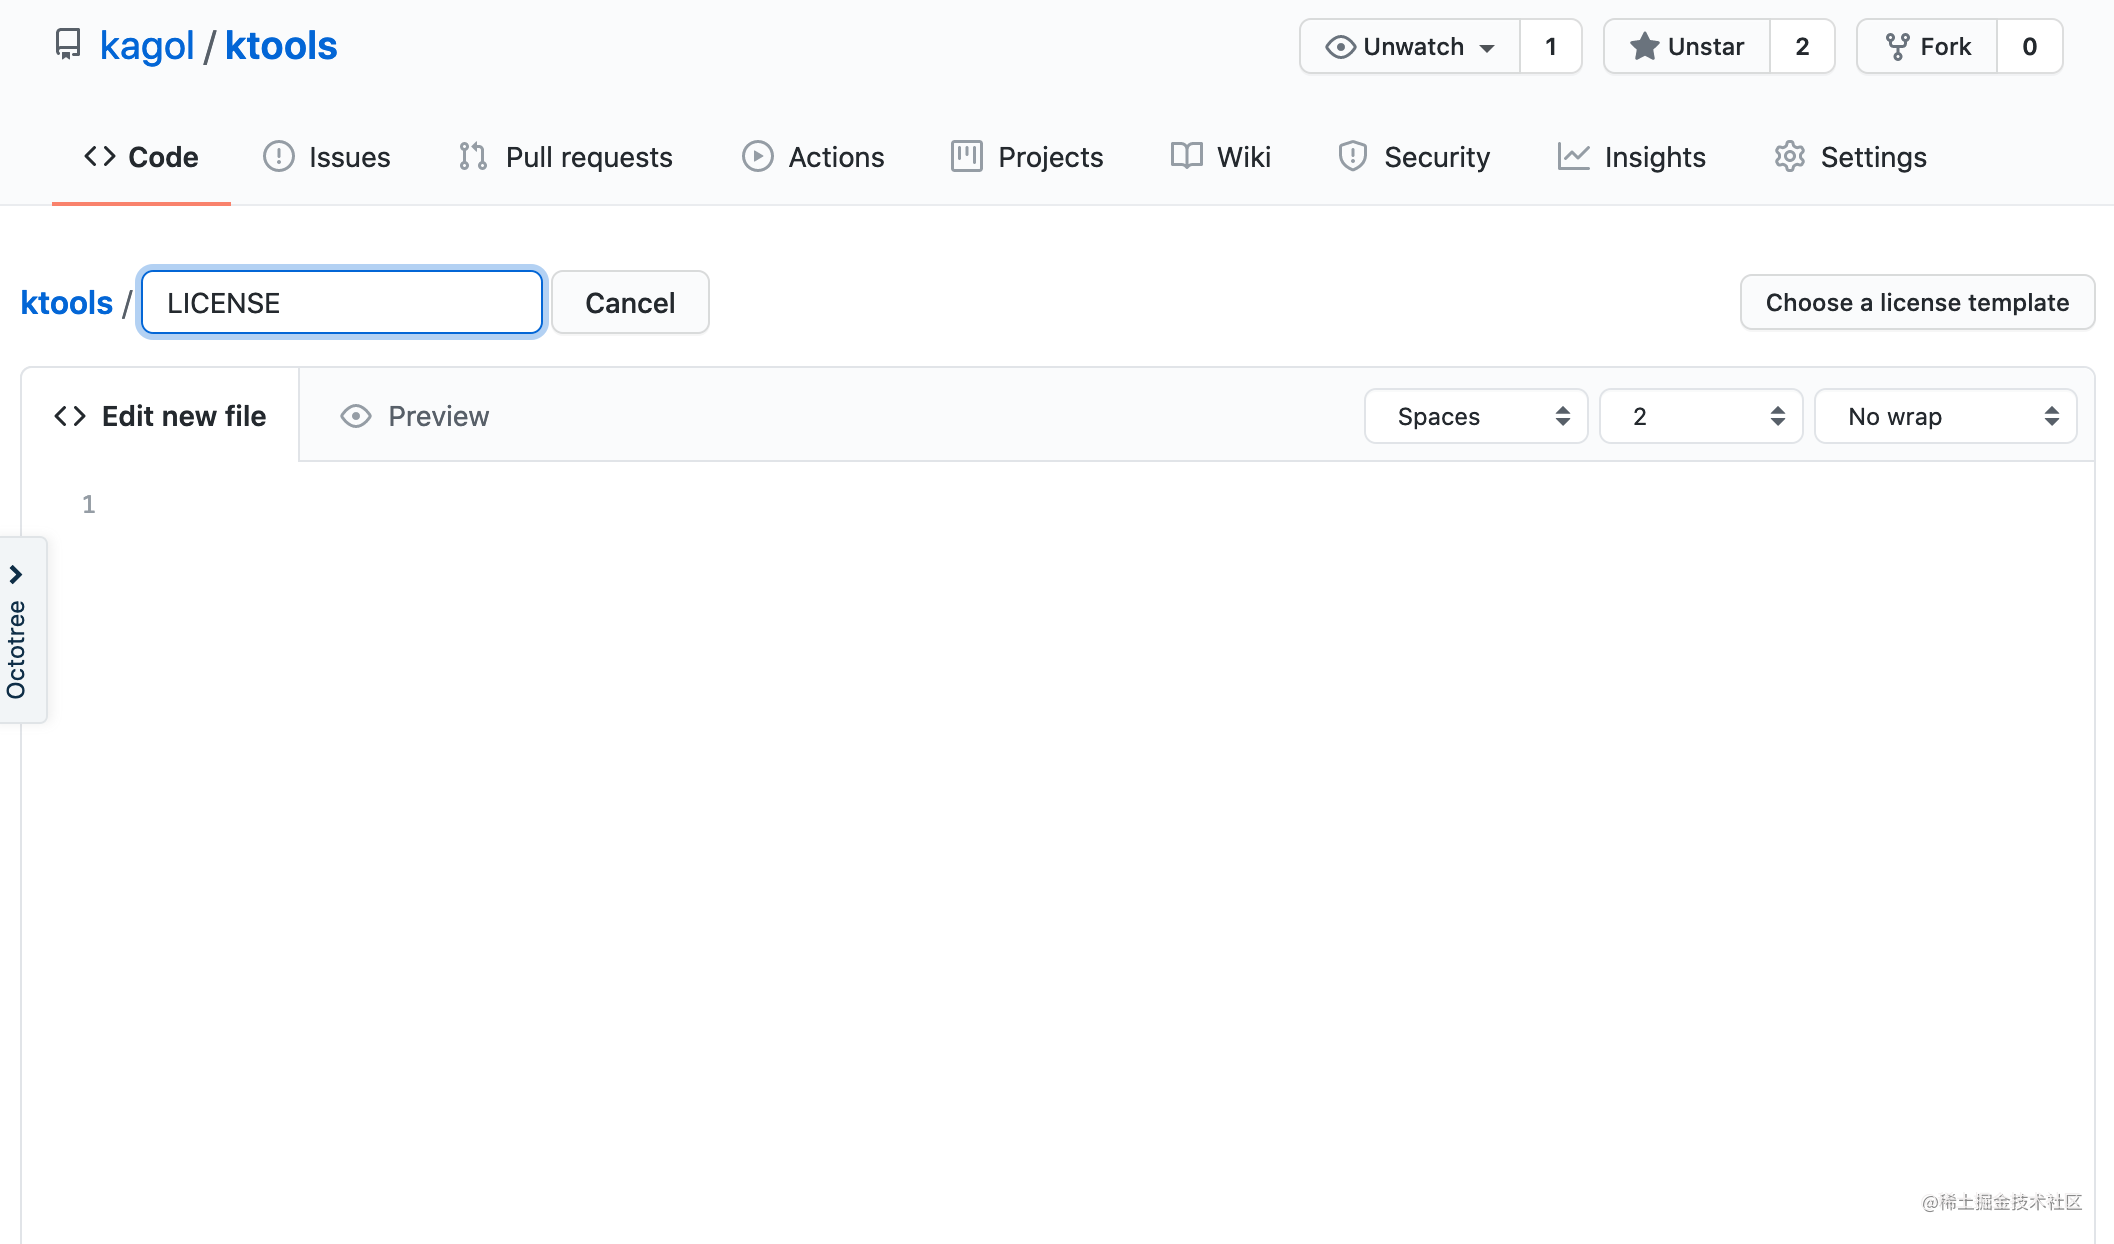 kagol / ktools
Unwatch 1 Unstar 2 Fork 0
Code Issues Pull requests Actions Projects Wiki Security Insights Settings
ktools / LICENSE Cancel Choose a license template
Edit new file Preview Spaces 2 No wrap
1
Octotree
@稀土掘金技术社区